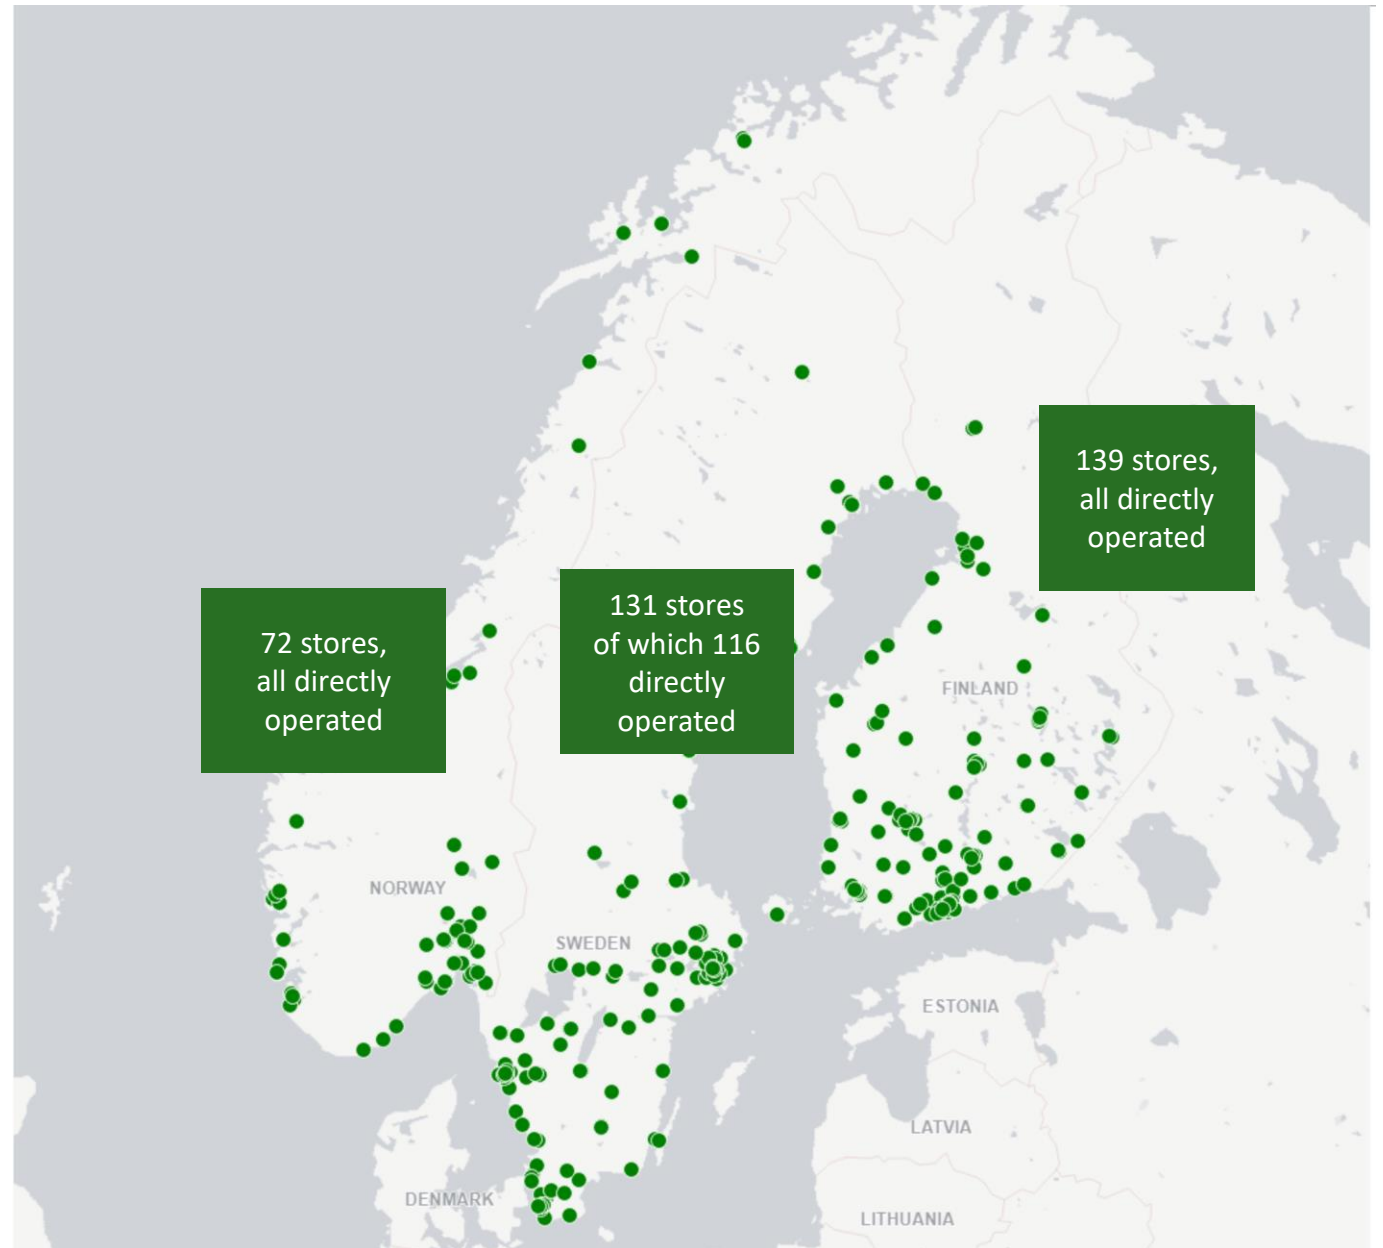 139 stores,
all directly
operated
72 stores,
all directly
operated
131 stores
of which 116
directly
operated
FINLAND
NORWAY
SWEDEN
ESTONIA
LATVIA
DENMARK
LITHUANIA